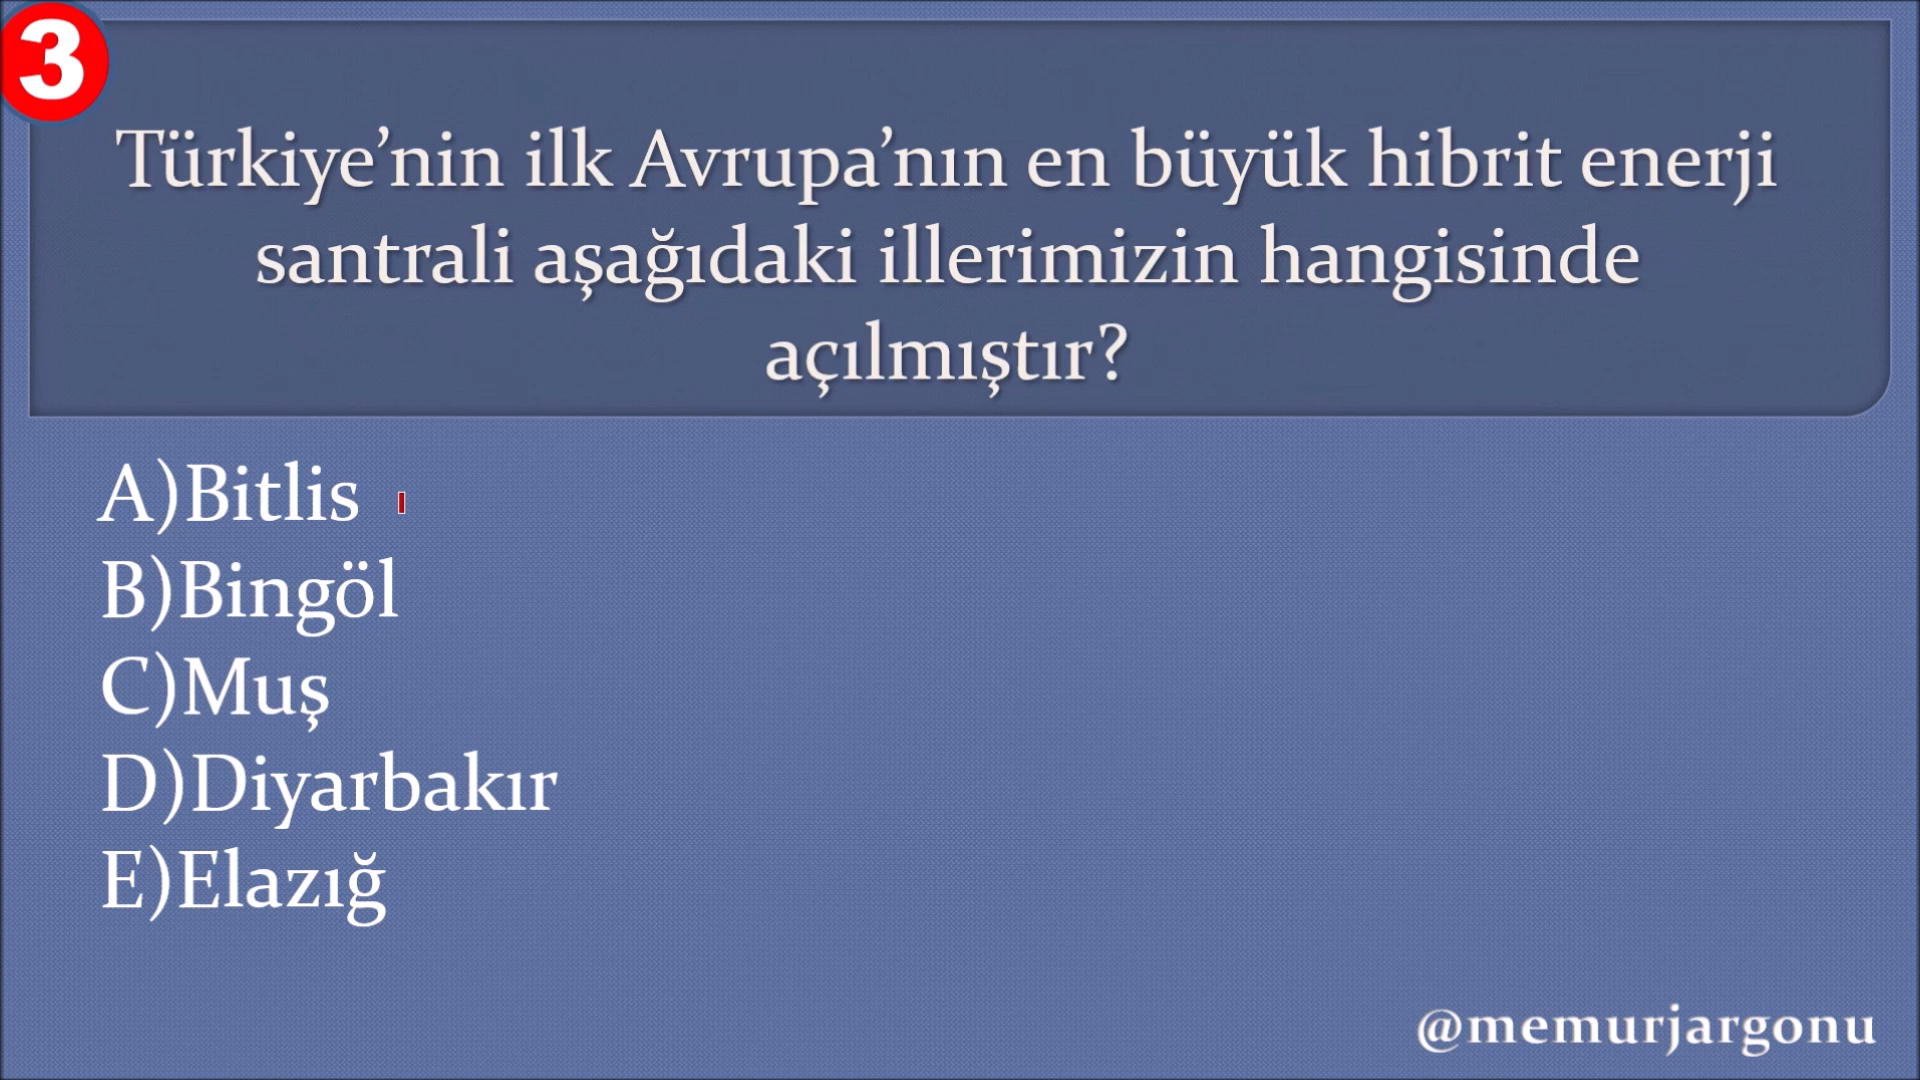 3
Türkiye’nin ilk Avrupa’nın en büyük hibrit enerji
santrali aşağıdaki illerimizin hangisinde
açılmıştır?
A)Bitlis
B)Bingöl
C)Muş
D)Diyarbakır
E)Elazığ
@memurjargonu